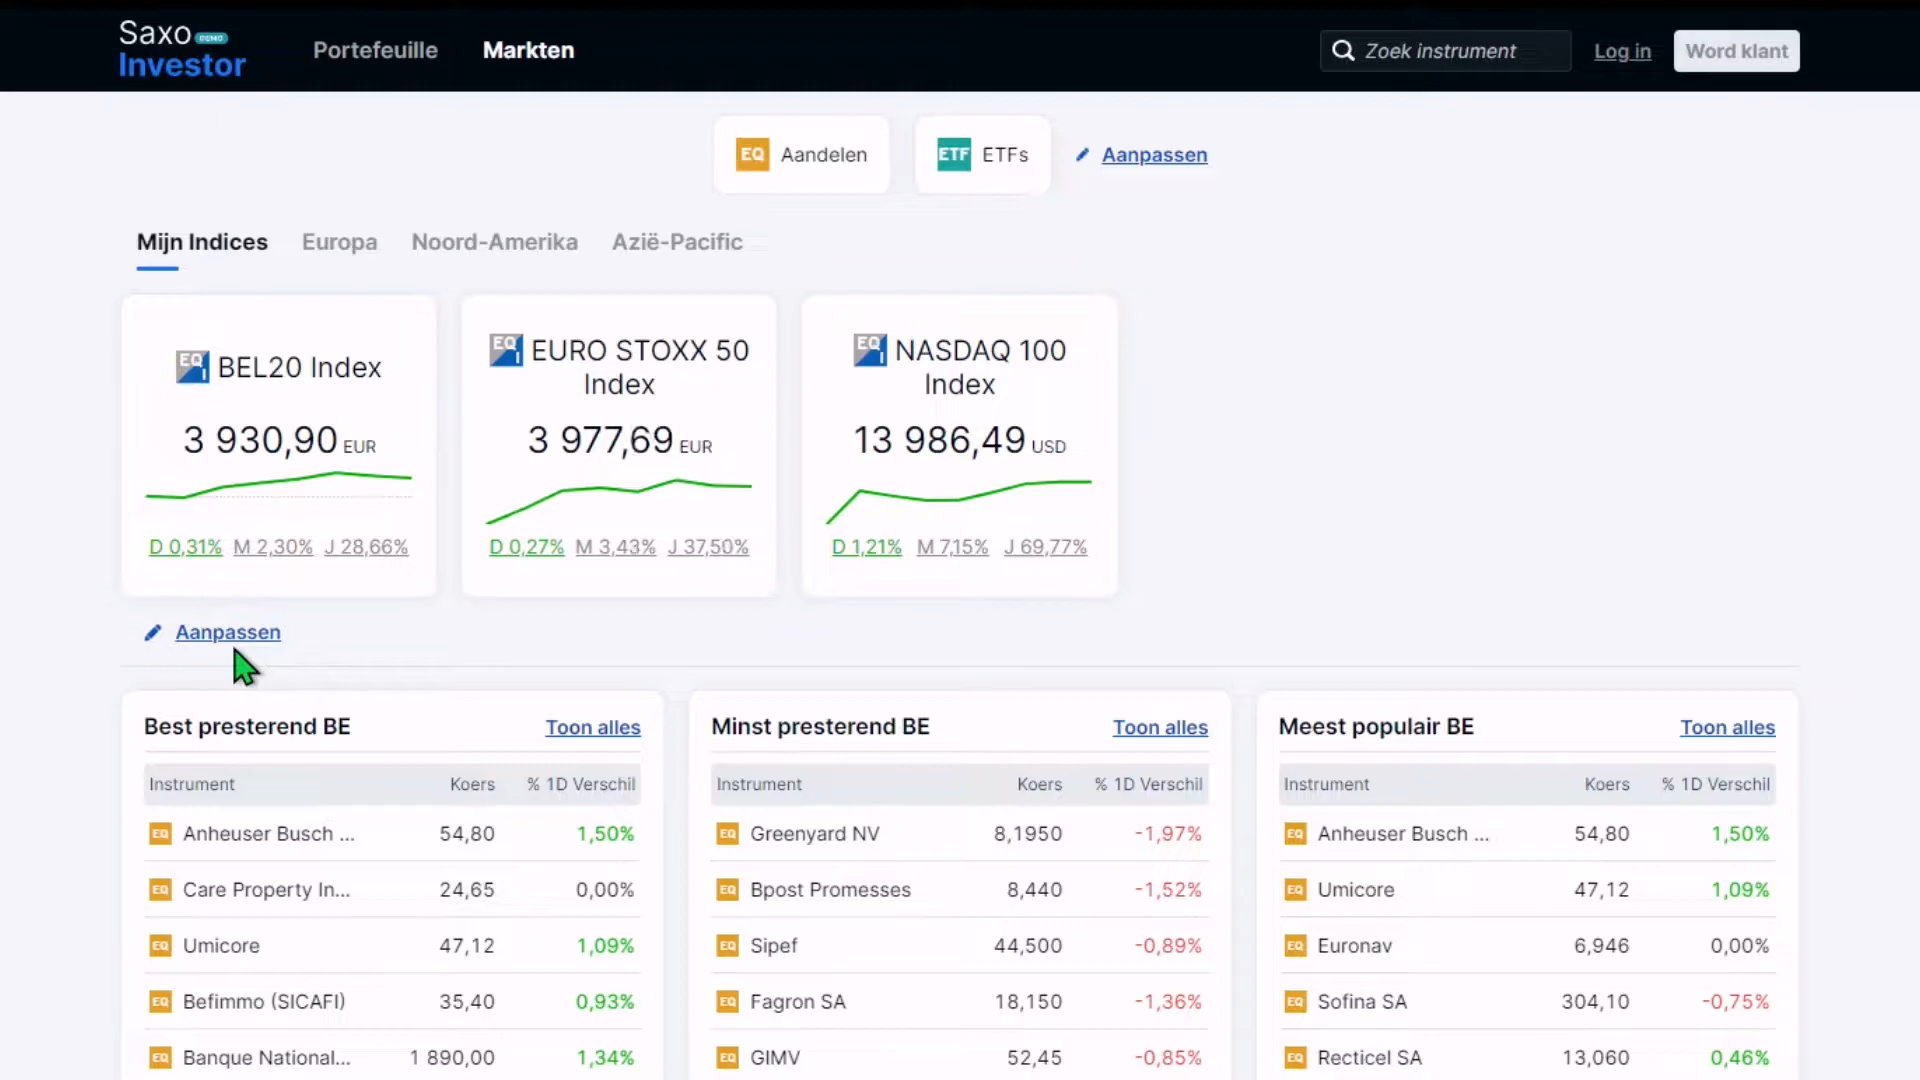 Saxo DEMO
Investor
Portefeuille
Markten
Zoek instrument
Log in
Word klant
EQ Aandelen
ETF ETFs
Aanpassen
Mijn Indices
Europa
Noord-Amerika
Azië-Pacific
EQ I BEL20 Index
3 930,90 EUR
D 0,31% M 2,30% J 28,66%
EQ I EURO STOXX 50
Index
3 977,69 EUR
D 0,27% M 3,43% J 37,50%
EQ I NASDAQ 100
Index
13 986,49 USD
D 1,21% M 7,15% J 69,77%
Aanpassen
Best presterend BE Toon alles
Instrument Koers % 1D Verschil
EQ Anheuser Busch ... 54,80 1,50%
EQ Care Property In... 24,65 0,00%
EQ Umicore 47,12 1,09%
EQ Befimmo (SICAFI) 35,40 0,93%
EQ Banque National... 1 890,00 1,34%
Minst presterend BE Toon alles
Instrument Koers % 1D Verschil
EQ Greenyard NV 8,1950 -1,97%
EQ Bpost Promesses 8,440 -1,52%
EQ Sipef 44,500 -0,89%
EQ Fagron SA 18,150 -1,36%
EQ GIMV 52,45 -0,85%
Meest populair BE Toon alles
Instrument Koers % 1D Verschil
EQ Anheuser Busch ... 54,80 1,50%
EQ Umicore 47,12 1,09%
EQ Euronav 6,946 0,00%
EQ Sofina SA 304,10 -0,75%
EQ Recticel SA 13,060 0,46%